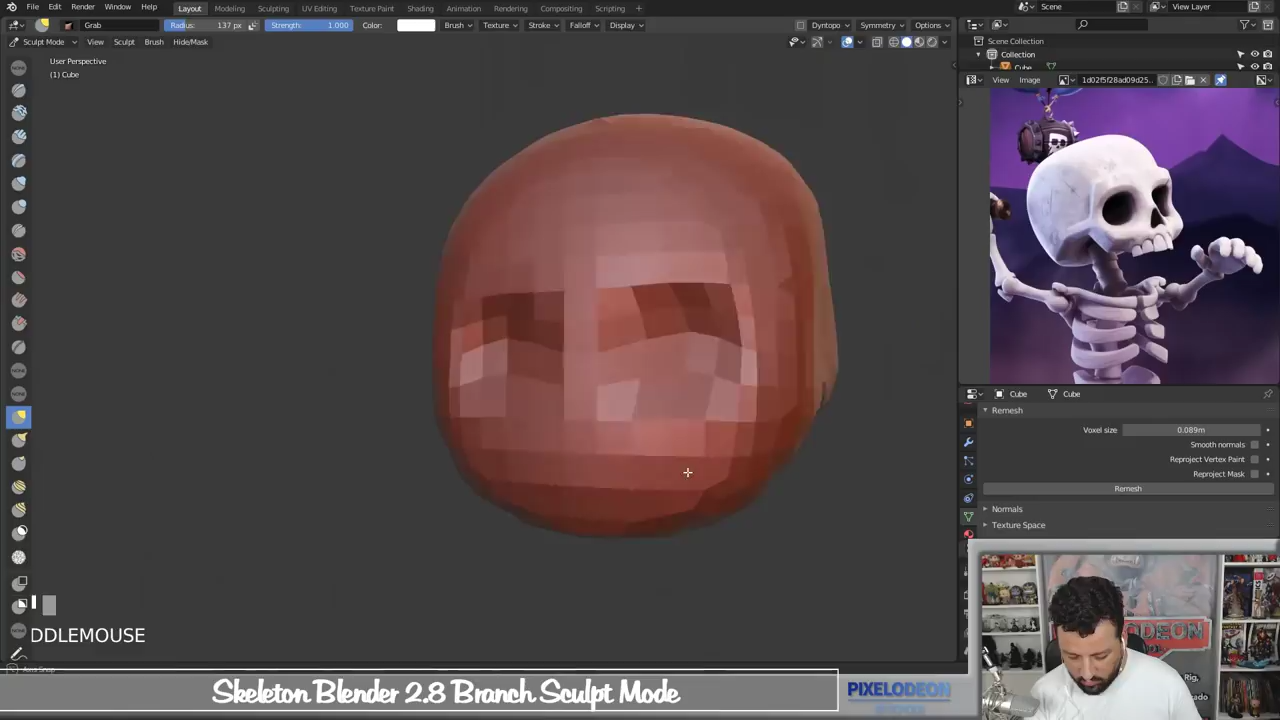 File Edit Render Window Help
Layout Modeling Sculpting UV Editing Texture Paint Shading Animation Rendering Compositing Scripting +
Scene
View Layer
Grab Radius: 137 px Strength: 1.000 Color: Brush Texture Stroke Falloff Display Dyntopo Symmetry Options
Sculpt Mode View Sculpt Brush Hide/Mask
User Perspective
(1) Cube
Scene Collection
Collection
Cube
View Image 1d02f5f28ad09d25..
Cube Cube
Remesh
Voxel size 0.089m
Smooth normals
Reproject Vertex Paint
Reproject Mask
Remesh
Normals
Texture Space
DDLEMOUSE
Skeleton Blender 2.8 Branch Sculpt Mode
PIXELODEON